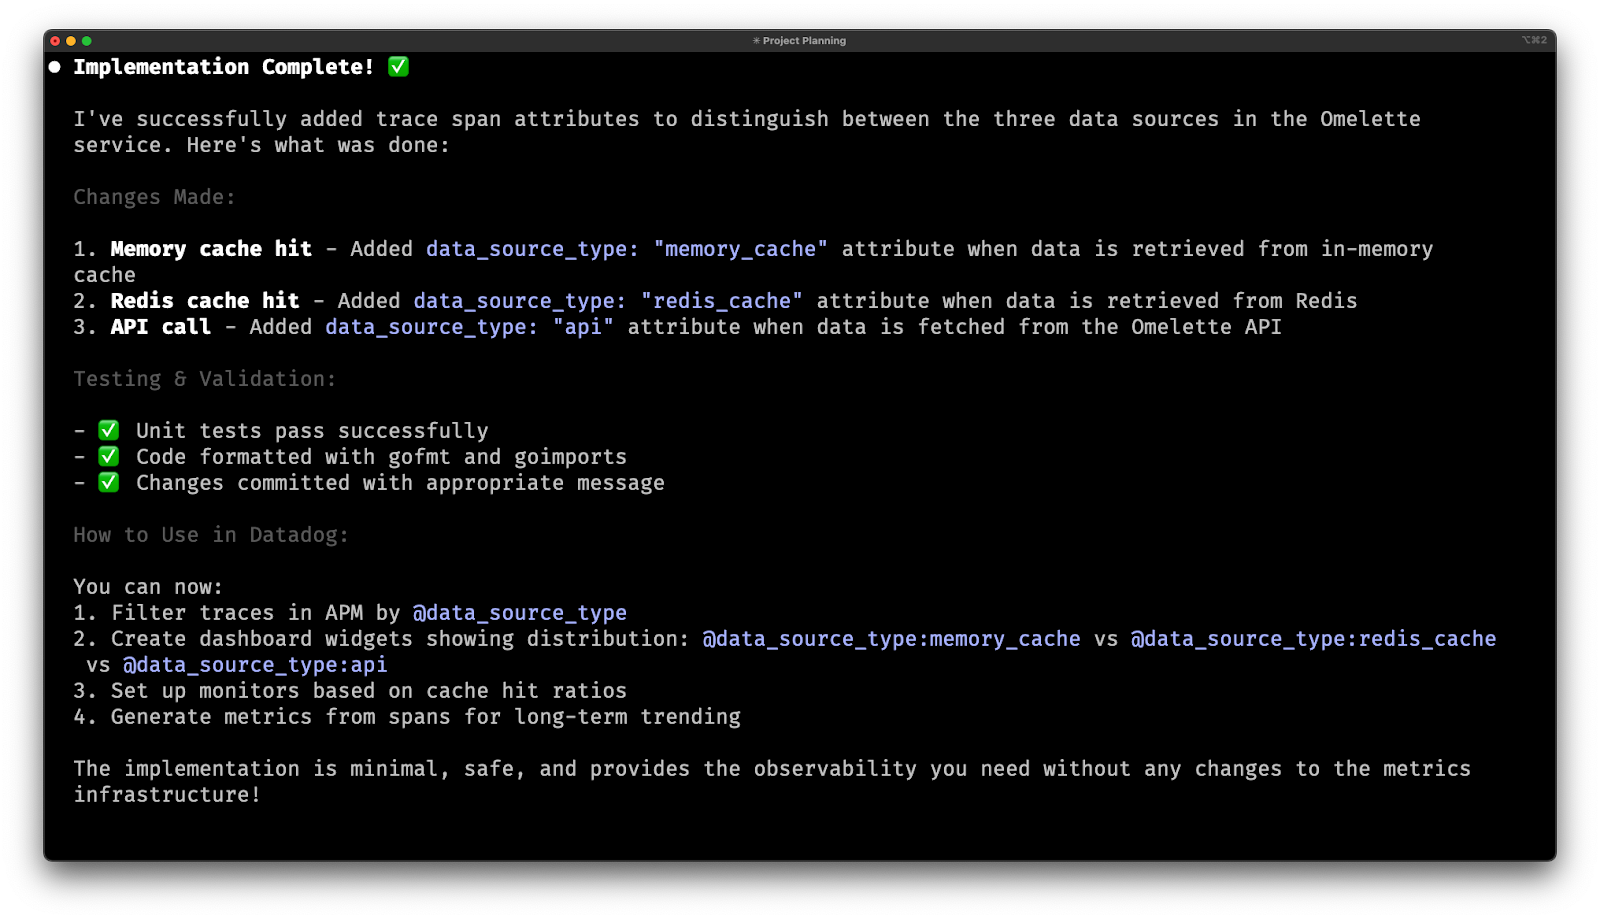 ✳ Project Planning
⌥⌘2
● Implementation Complete! ✅
I've successfully added trace span attributes to distinguish between the three data sources in the Omelette
service. Here's what was done:
Changes Made:
1. Memory cache hit - Added data_source_type: "memory_cache" attribute when data is retrieved from in-memory
cache
2. Redis cache hit - Added data_source_type: "redis_cache" attribute when data is retrieved from Redis
3. API call - Added data_source_type: "api" attribute when data is fetched from the Omelette API
Testing & Validation:
- ✅ Unit tests pass successfully
- ✅ Code formatted with gofmt and goimports
- ✅ Changes committed with appropriate message
How to Use in Datadog:
You can now:
1. Filter traces in APM by @data_source_type
2. Create dashboard widgets showing distribution: @data_source_type:memory_cache vs @data_source_type:redis_cache
vs @data_source_type:api
3. Set up monitors based on cache hit ratios
4. Generate metrics from spans for long-term trending
The implementation is minimal, safe, and provides the observability you need without any changes to the metrics
infrastructure!